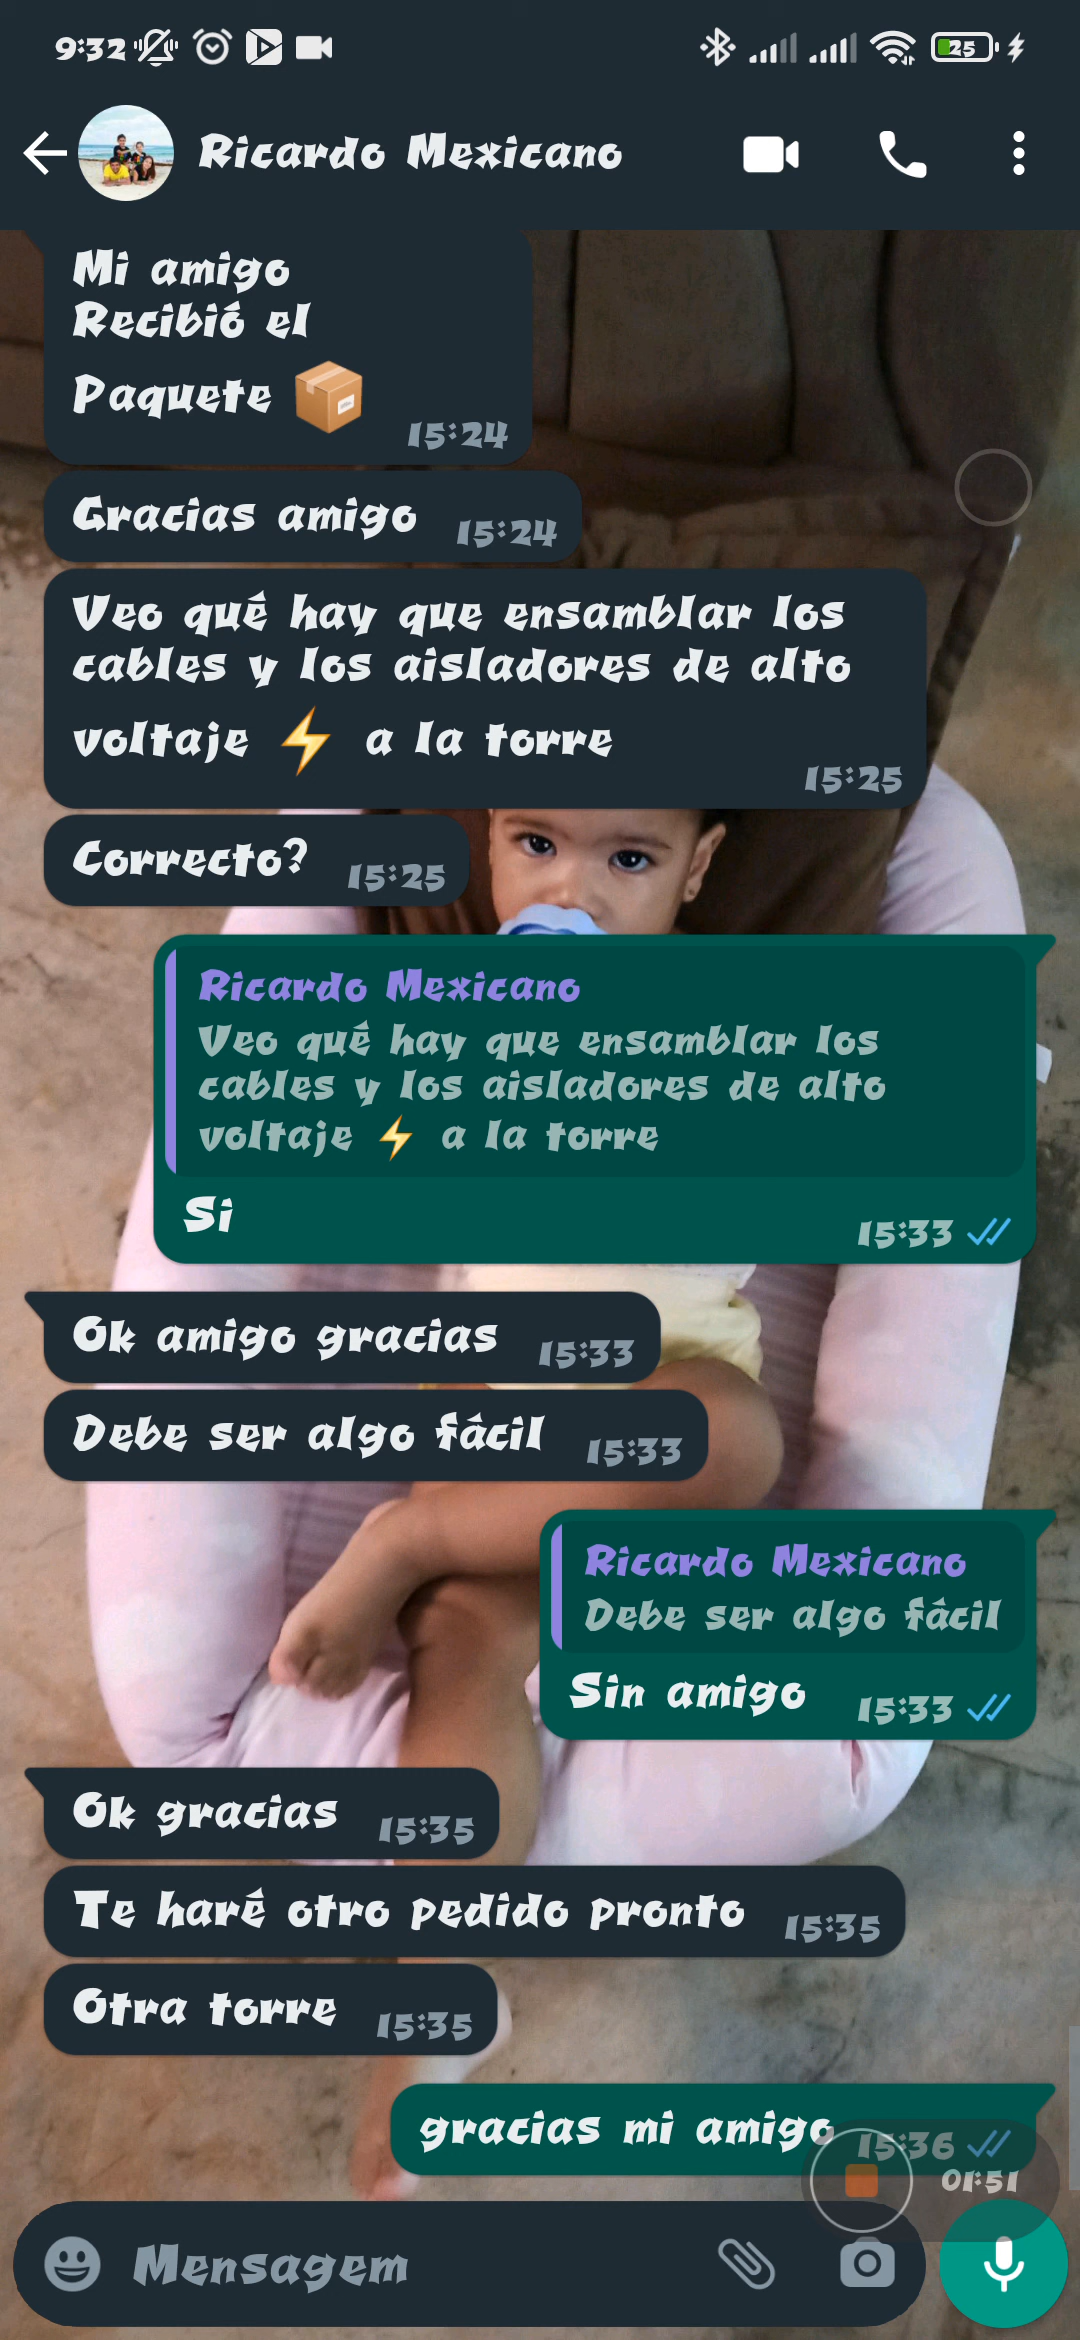 9:32
25
Ricardo Mexicano
Mi amigo
Recibió el
Paquete
15:24
Gracias amigo 15:24
Veo qué hay que ensamblar los
cables y los aisladores de alto
voltaje ⚡ a la torre
15:25
Correcto? 15:25
Ricardo Mexicano
Veo qué hay que ensamblar los
cables y los aisladores de alto
voltaje ⚡ a la torre
Si
15:33
Ok amigo gracias 15:33
Debe ser algo fácil 15:33
Ricardo Mexicano
Debe ser algo fácil
Sin amigo 15:33
Ok gracias 15:35
Te haré otro pedido pronto 15:35
Otra torre 15:35
gracias mi amigo 15:36
01:51
Mensagem